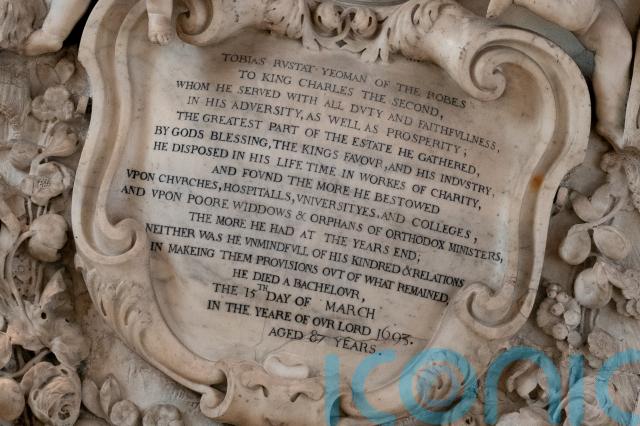 TOBIAS RVSTAT·YEOMAN OF THE ROBES
TO KING CHARLES THE SECOND,
WHOM HE SERVED WITH ALL DVTY AND FAITHFVLLNESS,
IN HIS ADVERSITY, AS WELL AS PROSPERITY;
THE GREATEST PART OF THE ESTATE HE GATHERED,
BY GODS BLESSING, THE KINGS FAVOVR, AND HIS INDVSTRY,
HE DISPOSED IN HIS LIFE TIME IN WORKES OF CHARITY,
AND FOVND THE MORE HE BESTOWED
VPON CHVRCHES, HOSPITALLS, VNIVERSITYES, AND COLLEGES,
AND VPON POORE WIDDOWS & ORPHANS OF ORTHODOX MINISTERS,
THE MORE HE HAD AT THE YEARS END;
NEITHER WAS HE VNMINDFVLL OF HIS KINDRED & RELATIONS
IN MAKEING THEM PROVISIONS OVT OF WHAT REMAINED,
HE DIED A BACHELOVR,
THE 15TH DAY OF MARCH
IN THE YEARE OF OVR LORD 1693.
AGED 87 YEARS
ICONIC